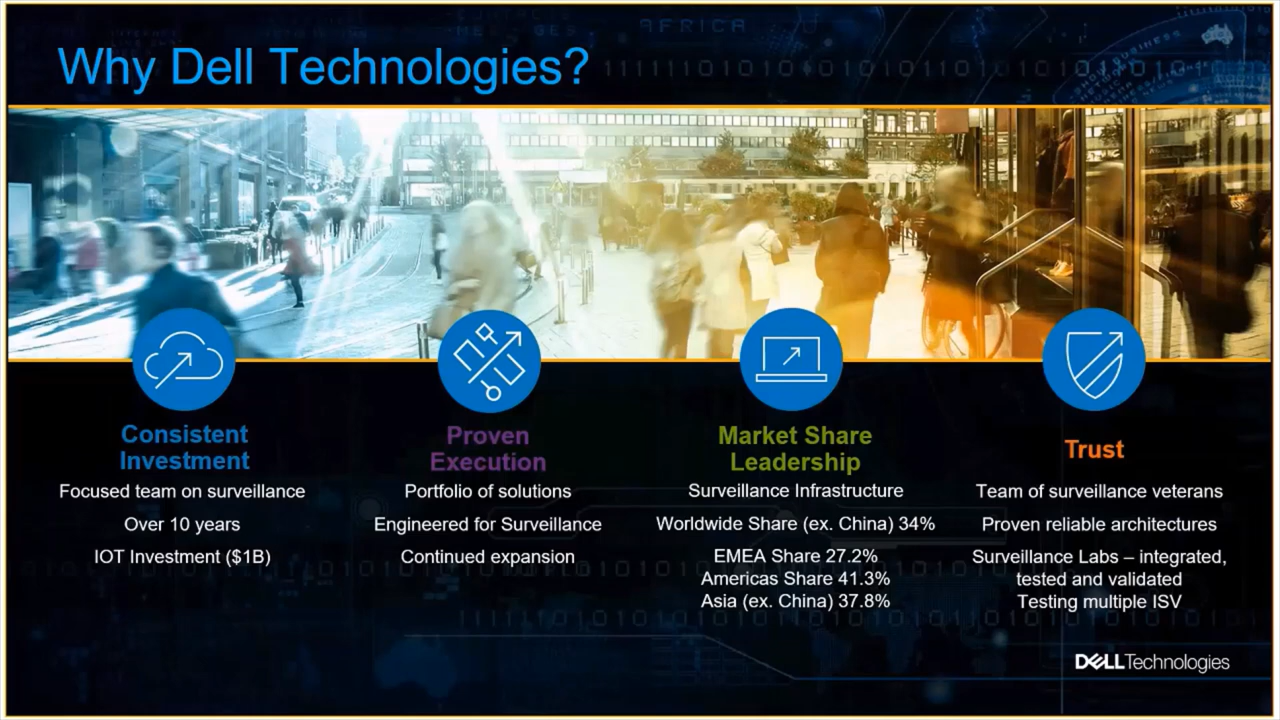 Why Dell Technologies?
AFRICA
Consistent
Investment
Focused team on surveillance
Over 10 years
IOT Investment ($1B)
Proven
Execution
Portfolio of solutions
Engineered for Surveillance
Continued expansion
Market Share
Leadership
Surveillance Infrastructure
Worldwide Share (ex. China) 34%
EMEA Share 27.2%
Americas Share 41.3%
Asia (ex. China) 37.8%
Trust
Team of surveillance veterans
Proven reliable architectures
Surveillance Labs – integrated,
tested and validated
Testing multiple ISV
DELLTechnologies